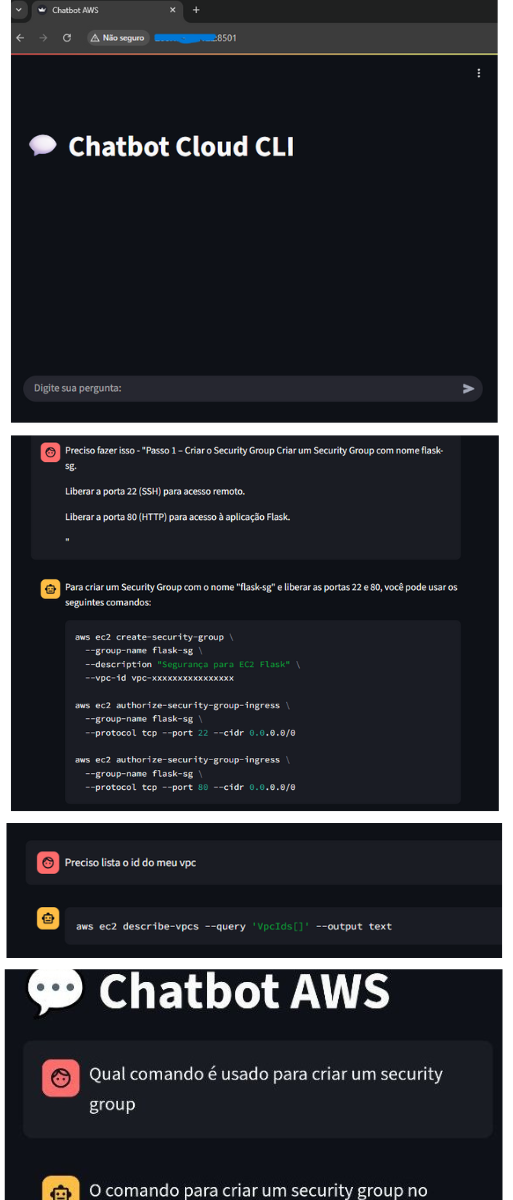 Chatbot AWS
Não seguro
:8501
Chatbot Cloud CLI
Digite sua pergunta:
Preciso fazer isso - "Passo 1 – Criar o Security Group Criar um Security Group com nome flask-
sg.
Liberar a porta 22 (SSH) para acesso remoto.
Liberar a porta 80 (HTTP) para acesso à aplicação Flask.
"
Para criar um Security Group com o nome "flask-sg" e liberar as portas 22 e 80, você pode usar os
seguintes comandos:
aws ec2 create-security-group \
--group-name flask-sg \
--description "Segurança para EC2 Flask" \
--vpc-id vpc-xxxxxxxxxxxxxxxxx
aws ec2 authorize-security-group-ingress \
--group-name flask-sg \
--protocol tcp --port 22 --cidr 0.0.0.0/0
aws ec2 authorize-security-group-ingress \
--group-name flask-sg \
--protocol tcp --port 80 --cidr 0.0.0.0/0
Preciso lista o id do meu vpc
aws ec2 describe-vpcs --query 'VpcIds[]' --output text
Chatbot AWS
Qual comando é usado para criar um security
group
O comando para criar um security group no